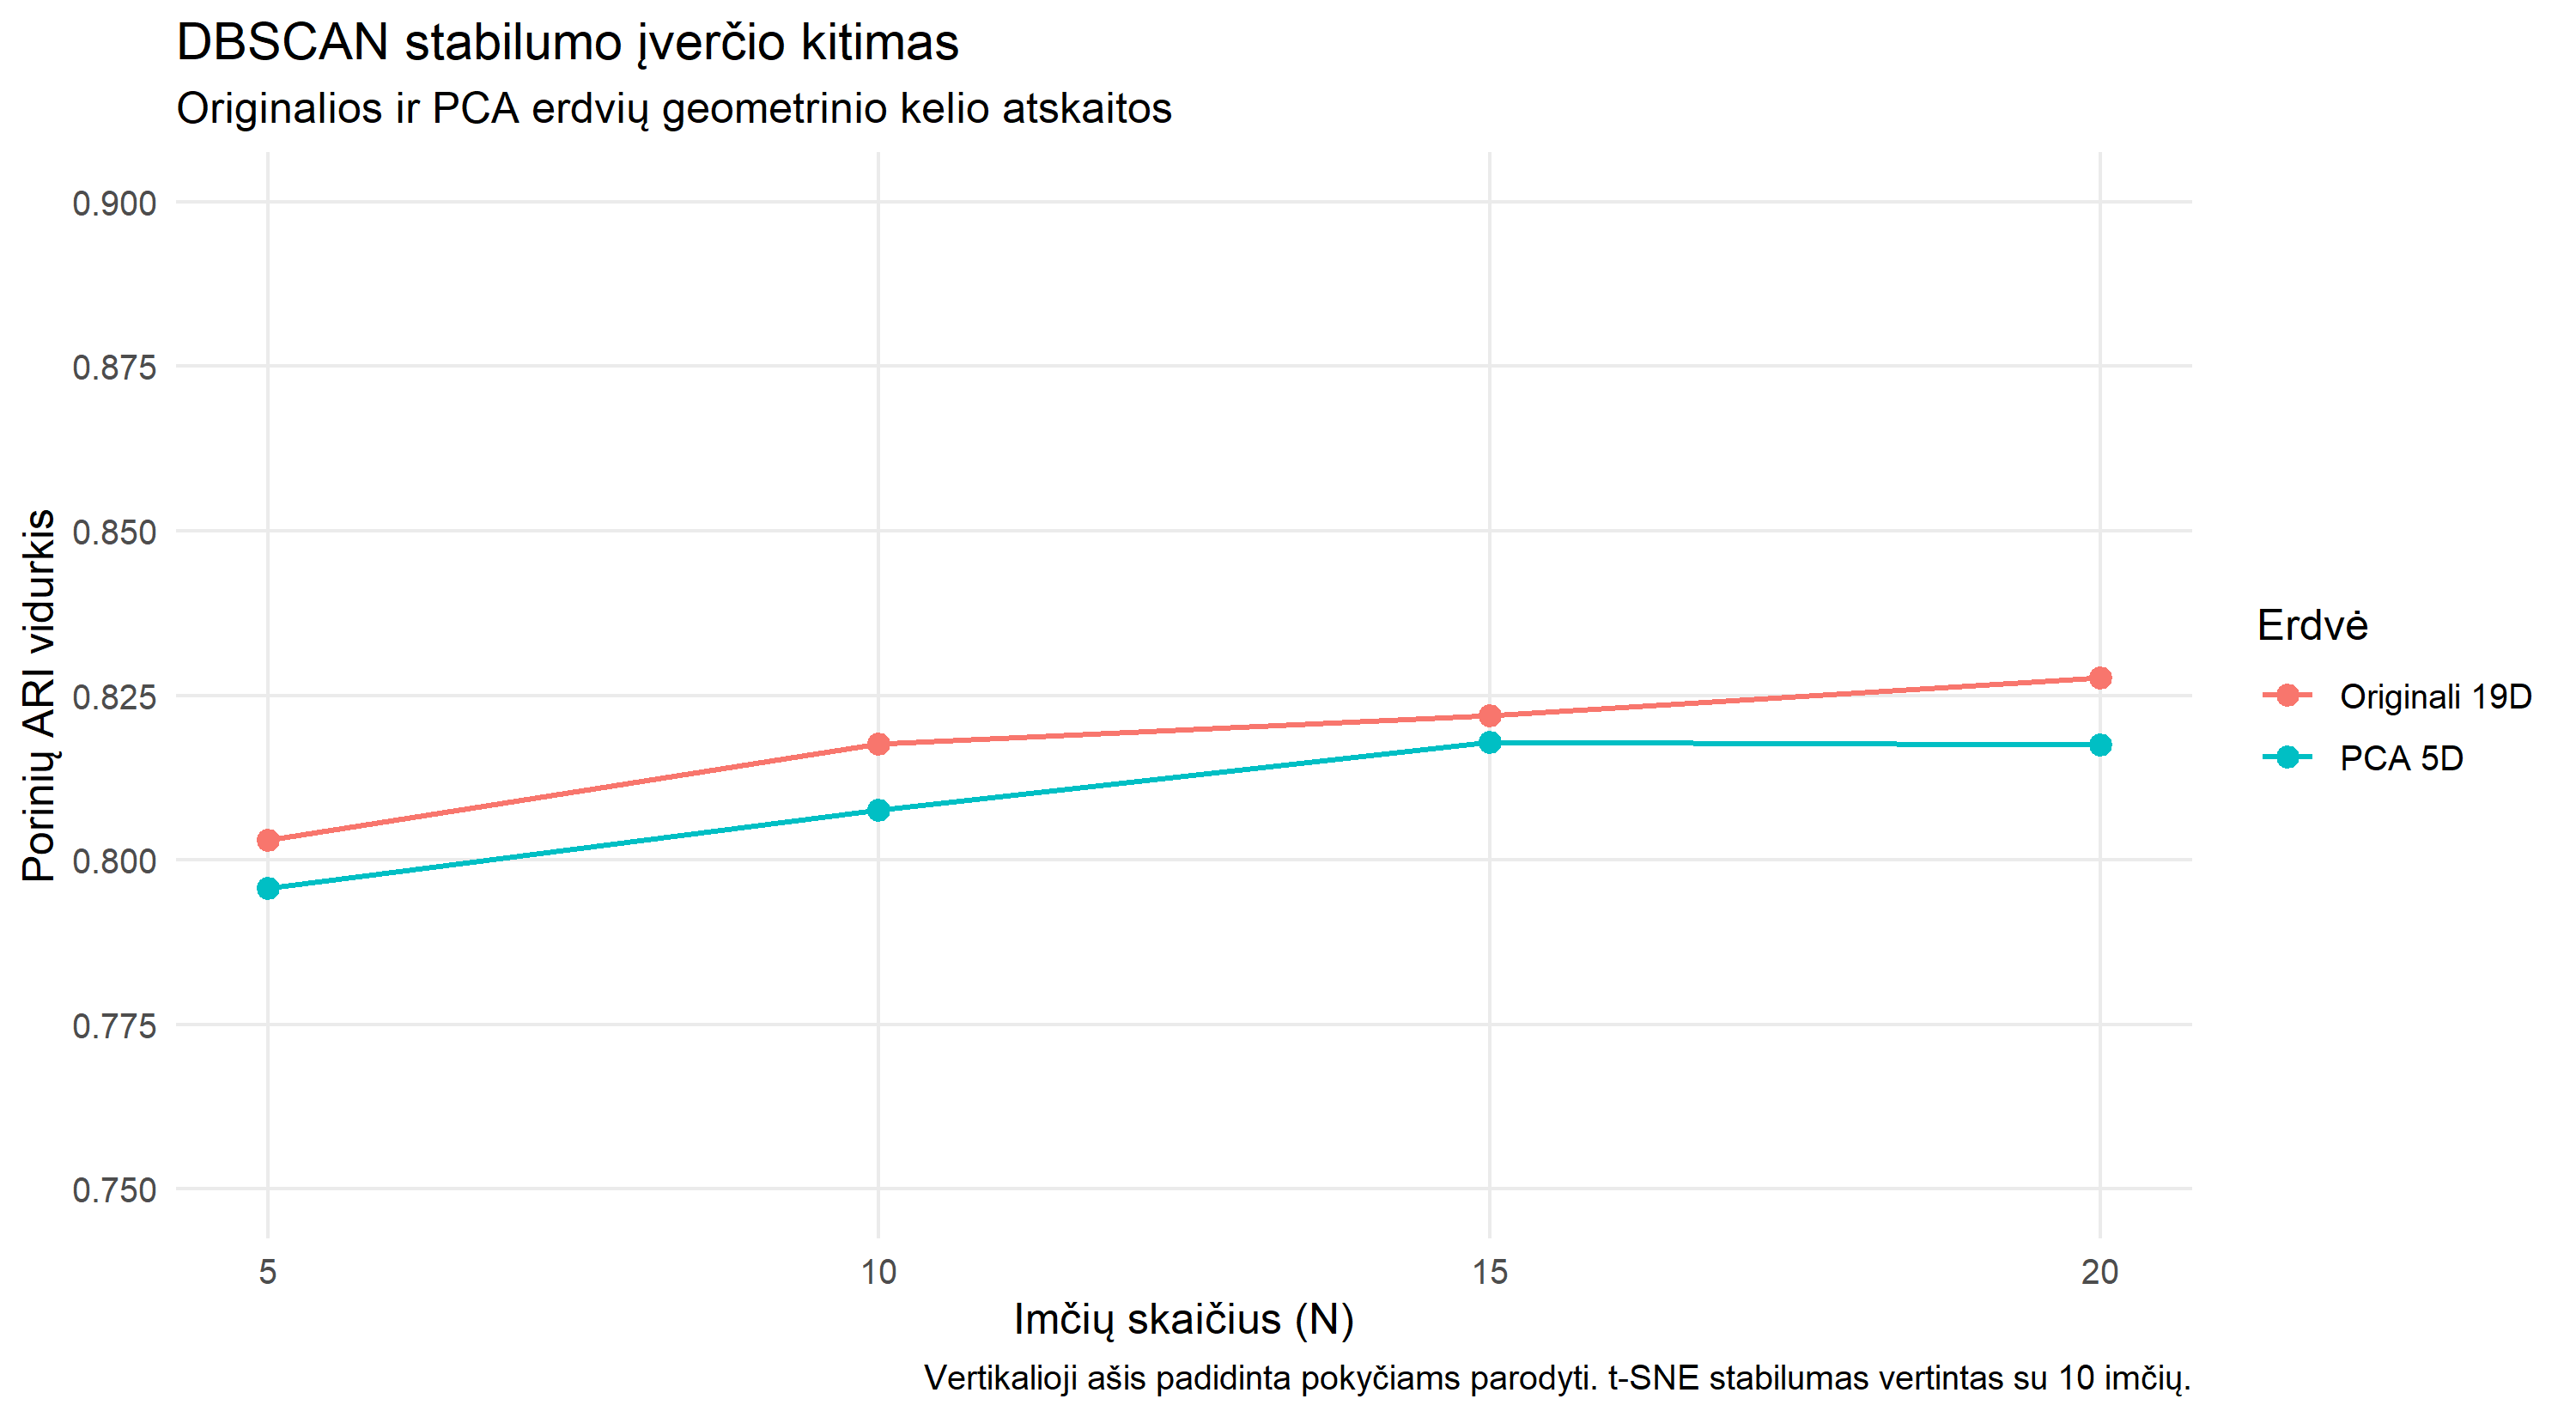 DBSCAN stabilumo įverčio kitimas
Originalios ir PCA erdvių geometrinio kelio atskaitos
Porinių ARI vidurkis
0.900
0.875
0.850
0.825
0.800
0.775
0.750
5 10 15 20
Imčių skaičius (N)
Erdvė
Originali 19D
PCA 5D
Vertikalioji ašis padidinta pokyčiams parodyti. t-SNE stabilumas vertintas su 10 imčių.